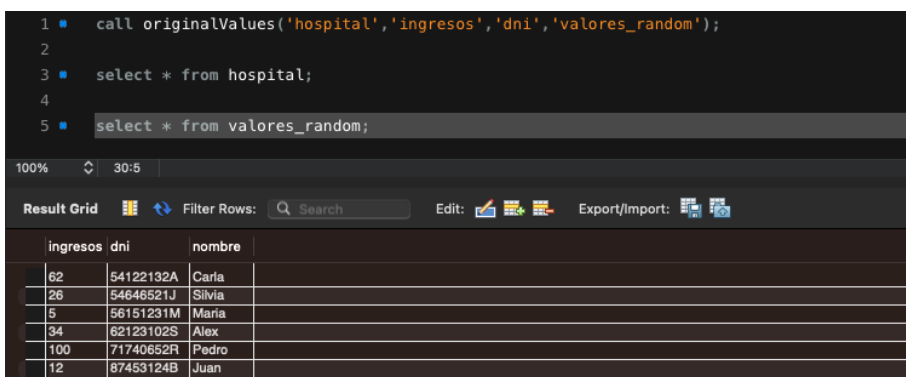 1 call originalValues('hospital','ingresos','dni','valores_random');
2
3 select * from hospital;
4
5 select * from valores_random;
100% 30:5
Result Grid Filter Rows: Search Edit: Export/Import:
ingresos dni nombre
62 54122132A Carla
26 54646521J Silvia
5 56151231M Maria
34 62123102S Alex
100 71740652R Pedro
12 87453124B Juan